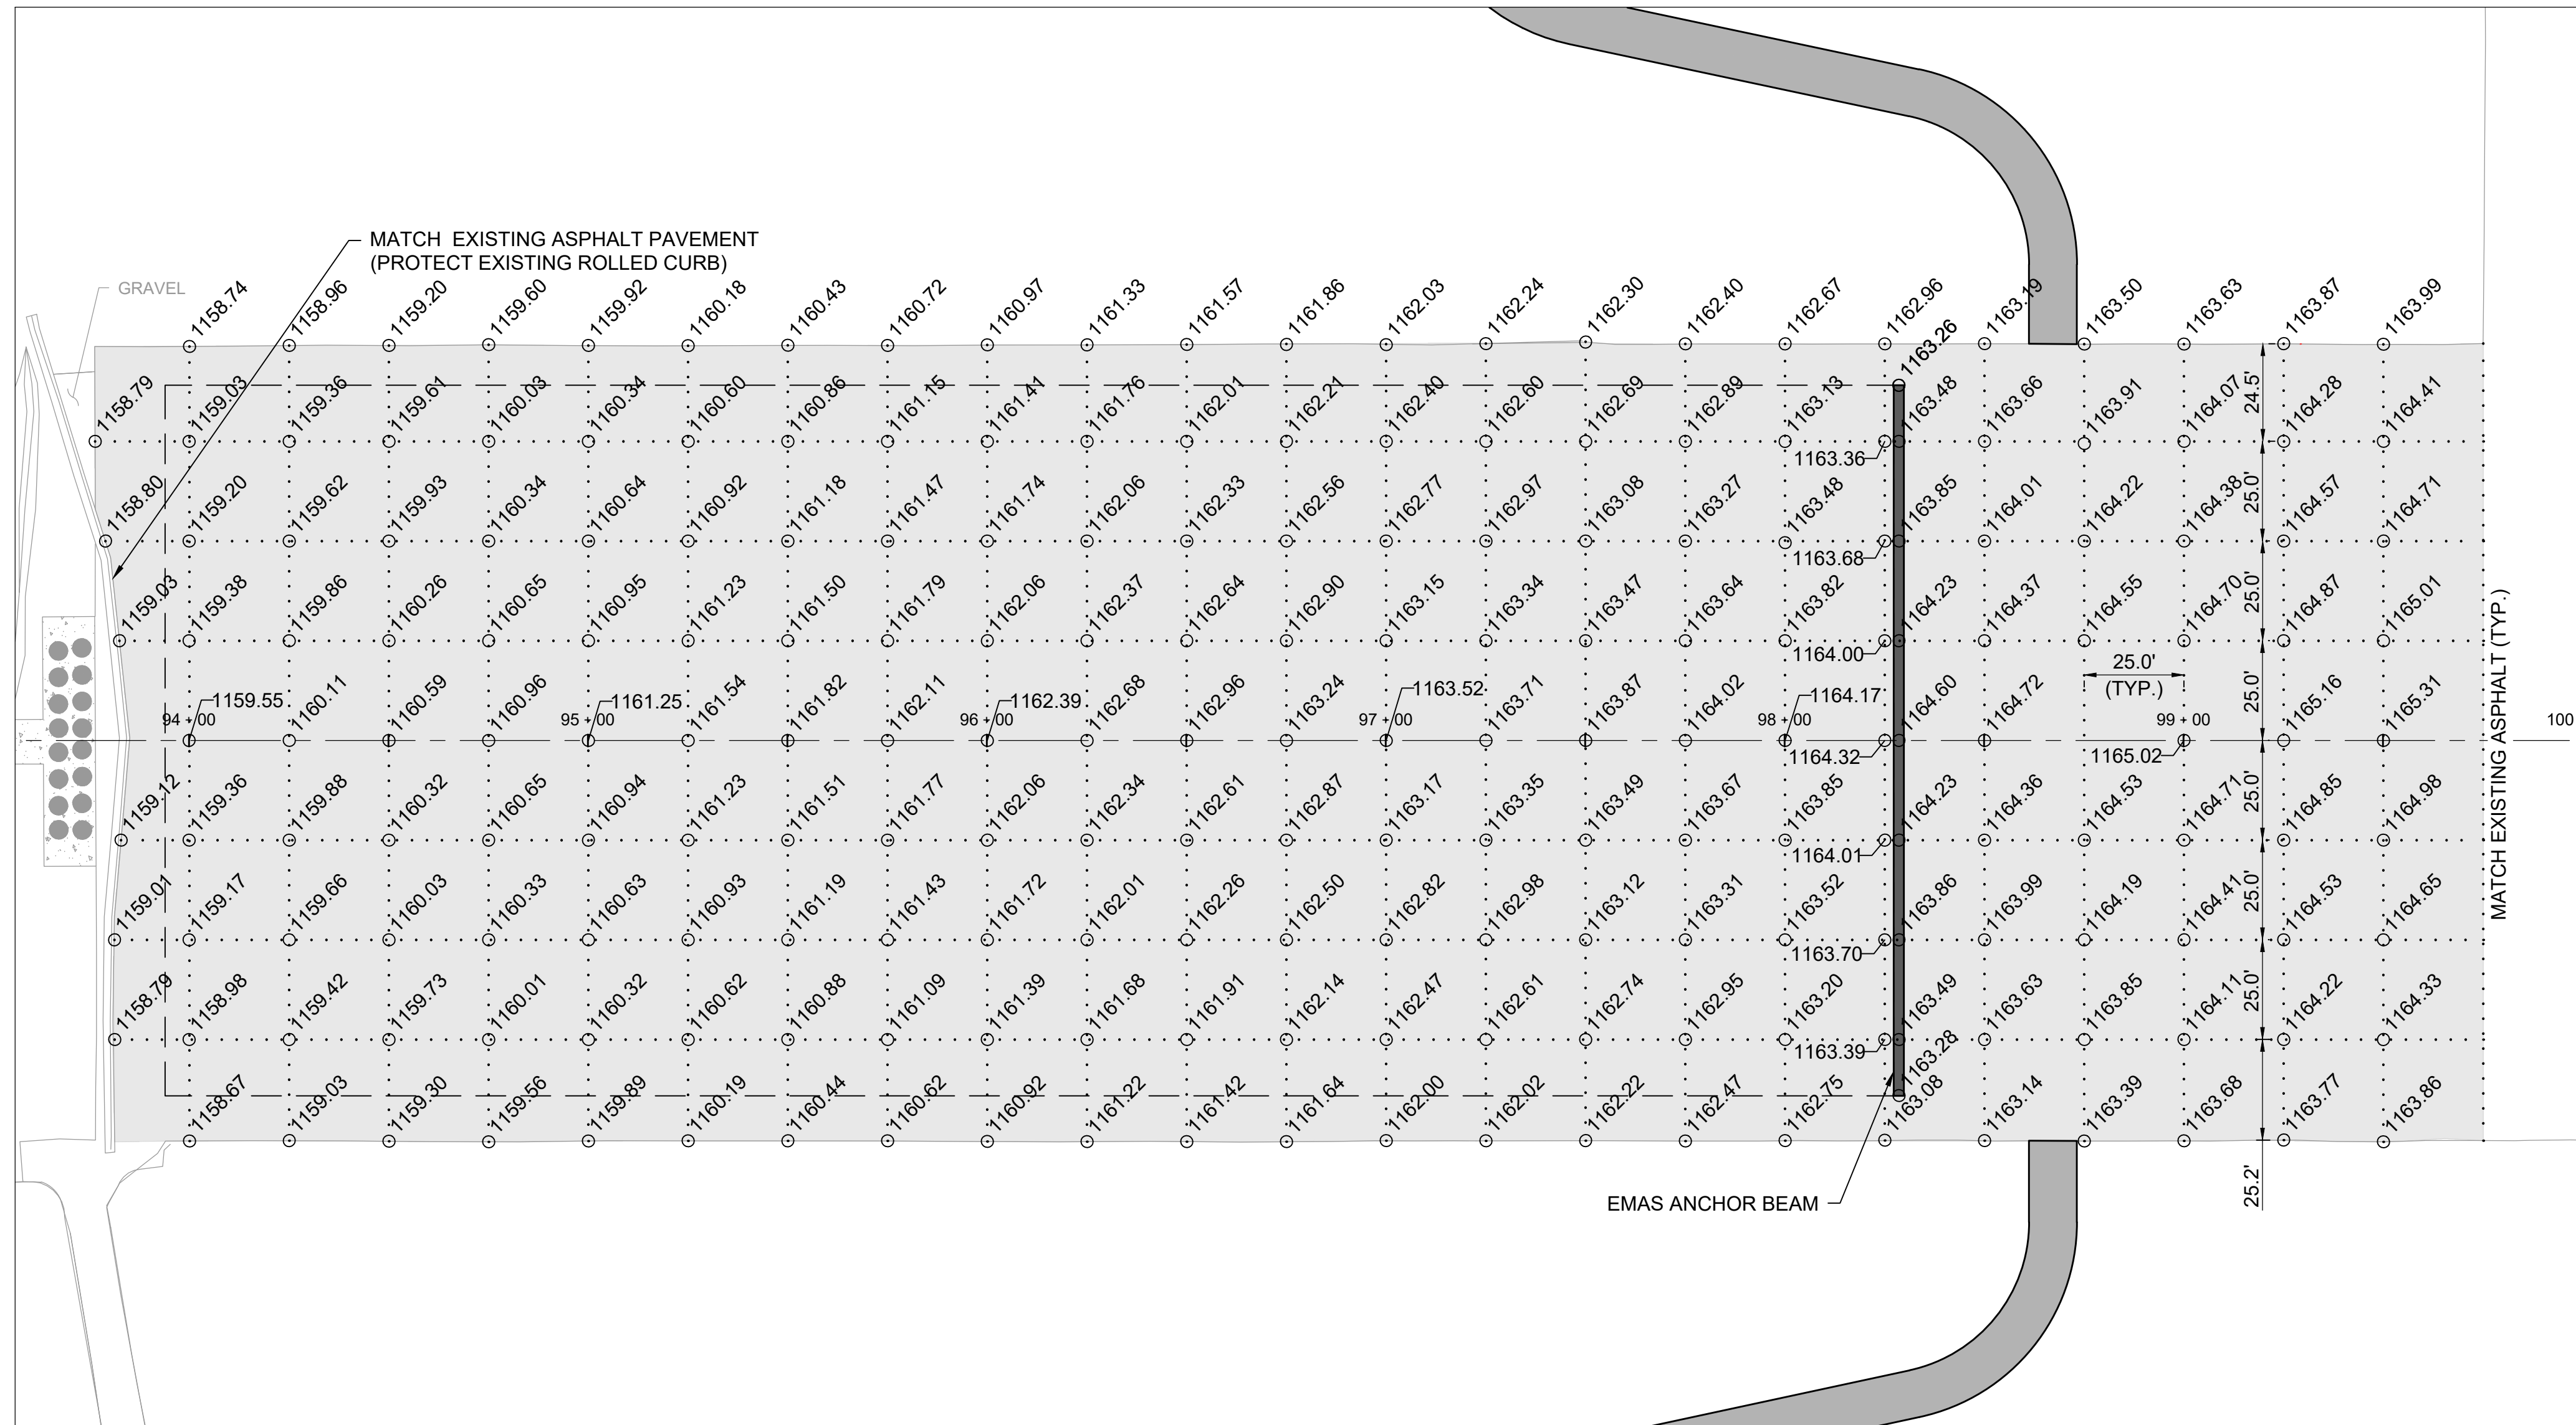 MATCH EXISTING ASPHALT PAVEMENT
(PROTECT EXISTING ROLLED CURB)
GRAVEL
1158.74 1158.96 1159.20 1159.60 1159.92 1160.18 1160.43 1160.72 1160.97 1161.33 1161.57 1161.86 1162.03 1162.24 1162.30 1162.40 1162.67 1162.96 1163.19 1163.50 1163.63 1163.87 1163.99
1163.26
1158.79 1159.03 1159.36 1159.61 1160.03 1160.34 1160.60 1160.86 1161.15 1161.41 1161.76 1162.01 1162.21 1162.40 1162.60 1162.69 1162.89 1163.13 1163.48 1163.66 1163.91 1164.07 24.5' 1164.28 1164.41
1163.36
1158.80 1159.20 1159.62 1159.93 1160.34 1160.64 1160.92 1161.18 1161.47 1161.74 1162.06 1162.33 1162.56 1162.77 1162.97 1163.08 1163.27 1163.48 1163.85 1164.01 1164.22 1164.38 25.0' 1164.57 1164.71
1163.68
1159.03 1159.38 1159.86 1160.26 1160.65 1160.95 1161.23 1161.50 1161.79 1162.06 1162.37 1162.64 1162.90 1163.15 1163.34 1163.47 1163.64 1163.82 1164.23 1164.37 1164.55 1164.70 25.0' 1164.87 1165.01
1164.00
25.0'
(TYP.)
1159.55 1160.11 1160.59 1160.96 1161.25 1161.54 1161.82 1162.11 1162.39 1162.68 1162.96 1163.24 1163.52 1163.71 1163.87 1164.02 1164.17 1164.60 1164.72 25.0' 1165.16 1165.31
94 + 00 95 + 00 96 + 00 97 + 00 98 + 00 99 + 00 100
1164.32 1165.02
1159.12 1159.36 1159.88 1160.32 1160.65 1160.94 1161.23 1161.51 1161.77 1162.06 1162.34 1162.61 1162.87 1163.17 1163.35 1163.49 1163.67 1163.85 1164.23 1164.36 1164.53 1164.71 25.0' 1164.85 1164.98
1164.01
1159.01 1159.17 1159.66 1160.03 1160.33 1160.63 1160.93 1161.19 1161.43 1161.72 1162.01 1162.26 1162.50 1162.82 1162.98 1163.12 1163.31 1163.52 1163.86 1163.99 1164.19 1164.41 25.0' 1164.53 1164.65
1163.70
1158.79 1158.98 1159.42 1159.73 1160.01 1160.32 1160.62 1160.88 1161.09 1161.39 1161.68 1161.91 1162.14 1162.47 1162.61 1162.74 1162.95 1163.20 1163.49 1163.63 1163.85 1164.11 25.0' 1164.22 1164.33
1163.39
1163.28
1158.67 1159.03 1159.30 1159.56 1159.89 1160.19 1160.44 1160.62 1160.92 1161.22 1161.42 1161.64 1162.00 1162.02 1162.22 1162.47 1162.75 1163.08 1163.14 1163.39 1163.68 1163.77 1163.86
25.2'
EMAS ANCHOR BEAM
MATCH EXISTING ASPHALT (TYP.)